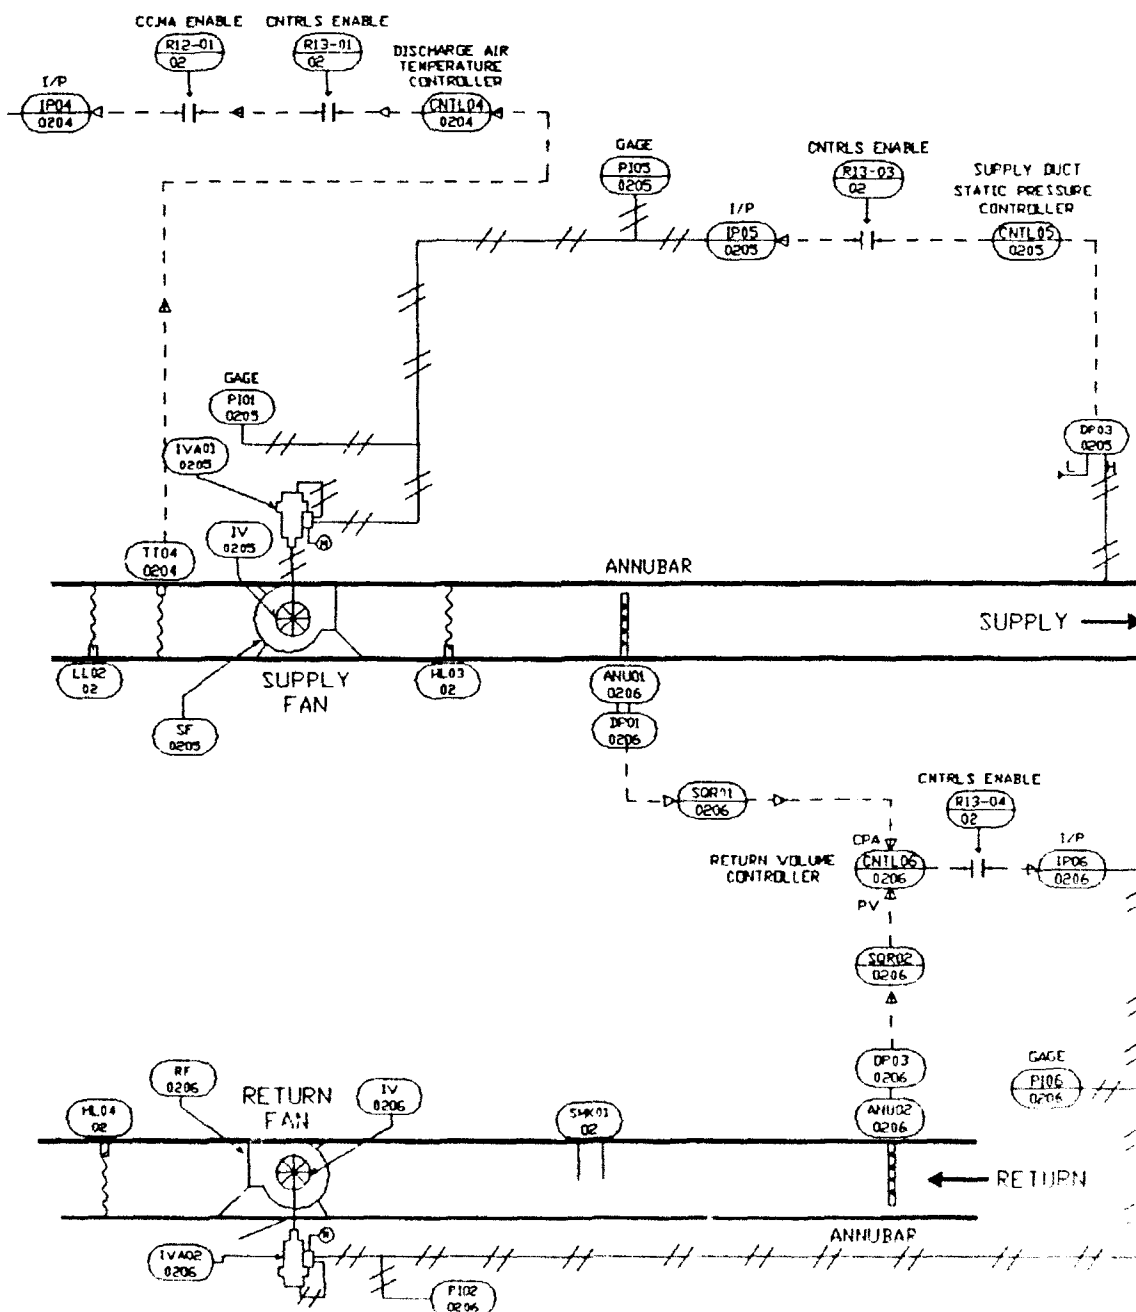 CCMA ENABLE
R12-01
02
CNTRLS ENABLE
R13-01
02
DISCHARGE AIR
TEMPERATURE
CONTROLLER
CNTL04
0204
I/P
IP04
0204
GAGE
PI05
0205
CNTRLS ENABLE
R13-03
02
SUPPLY DUCT
STATIC PRESSURE
CONTROLLER
CNTL05
0205
I/P
IP05
0205
GAGE
PI01
0205
DP03
0205
L
H
IVA01
0205
IV
0205
M
TT04
0204
ANNUBAR
SUPPLY
LL02
02
SUPPLY
FAN
HL03
02
ANU01
0206
DP01
0206
SF
0205
SQR01
0206
CNTRLS ENABLE
R13-04
02
CPA
I/P
RETURN VOLUME
CONTROLLER
CNTL06
0206
IP06
0206
PV
SQR02
0206
DP03
0206
GAGE
PI06
0206
RF
0206
RETURN
FAN
IV
0206
HL04
02
SMK01
02
ANU02
0206
RETURN
ANNUBAR
IVA02
0206
M
PI02
0206